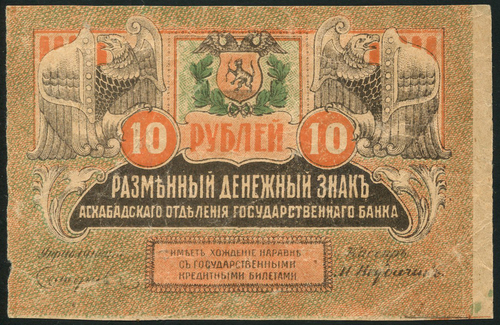 10 РУБЛЕЙ 10
РАЗМѢННЫЙ ДЕНЕЖНЫЙ ЗНАКЪ
АСХАБАДСКАГО ОТДѢЛЕНІЯ ГОСУДАРСТВЕННАГО БАНКА
ИМѢЕТЪ ХОЖДЕНІЕ НАРАВНѢ
СЪ ГОСУДАРСТВЕННЫМИ
КРЕДИТНЫМИ БИЛЕТАМИ
Кассиръ